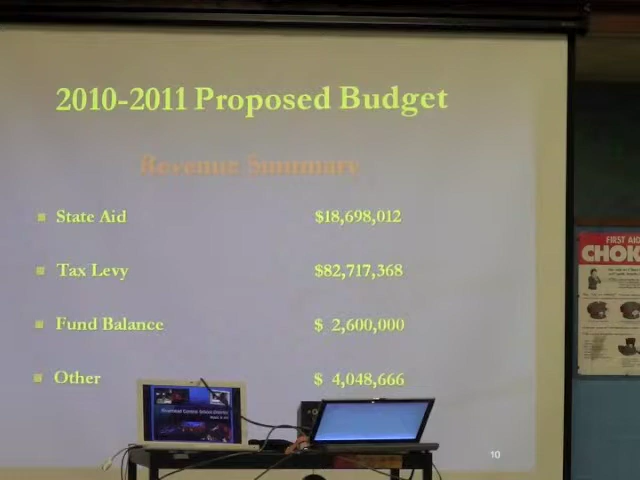 2010-2011 Proposed Budget
Revenue Summary
State Aid $18,698,012
Tax Levy $82,717,368
Fund Balance $ 2,600,000
Other $ 4,048,666
10
FIRST AID
CHOK